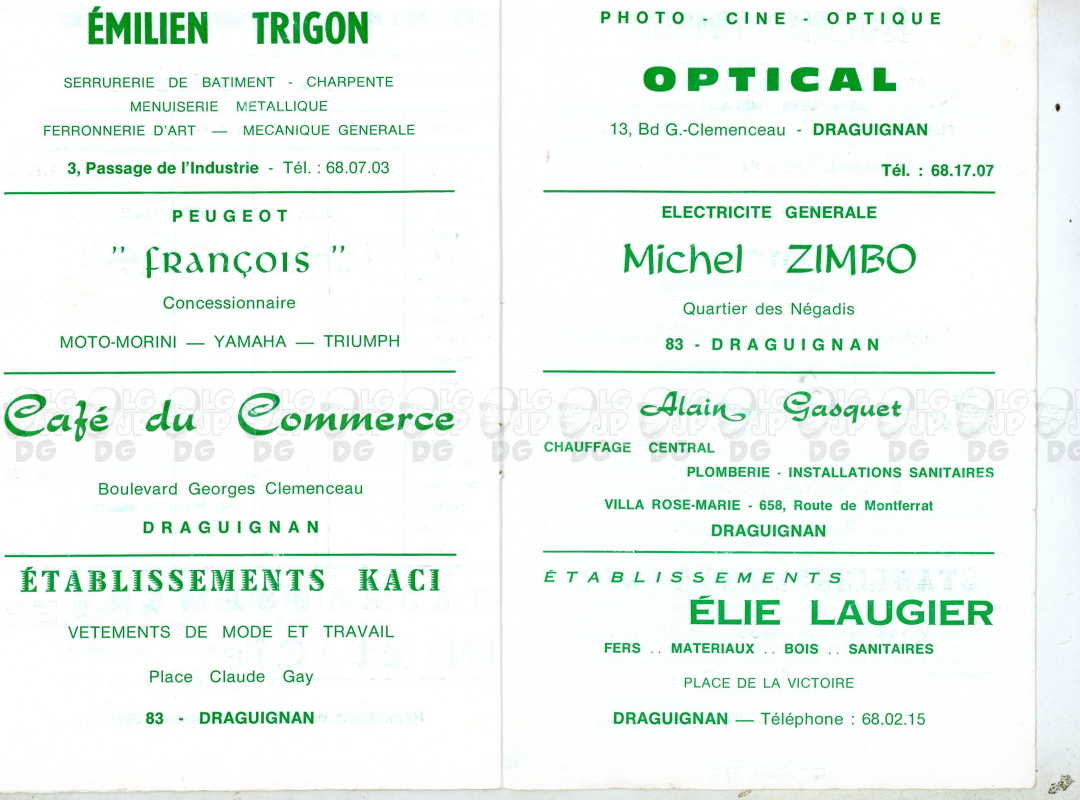 ÉMILIEN TRIGON
SERRURERIE DE BATIMENT - CHARPENTE
MENUISERIE METALLIQUE
FERRONNERIE D'ART — MECANIQUE GENERALE
3, Passage de l'Industrie - Tél. : 68.07.03
PEUGEOT
" FRANÇOIS "
Concessionnaire
MOTO-MORINI — YAMAHA — TRIUMPH
Café du Commerce
Boulevard Georges Clemenceau
DRAGUIGNAN
ÉTABLISSEMENTS KACI
VETEMENTS DE MODE ET TRAVAIL
Place Claude Gay
83 - DRAGUIGNAN
PHOTO - CINE - OPTIQUE
OPTICAL
13, Bd G.-Clemenceau - DRAGUIGNAN
Tél. : 68.17.07
ELECTRICITE GENERALE
Michel ZIMBO
Quartier des Négadis
83 - DRAGUIGNAN
Alain Gasquet
CHAUFFAGE CENTRAL
PLOMBERIE - INSTALLATIONS SANITAIRES
VILLA ROSE-MARIE - 658, Route de Montferrat
DRAGUIGNAN
ÉTABLISSEMENTS
ÉLIE LAUGIER
FERS .. MATERIAUX .. BOIS .. SANITAIRES
PLACE DE LA VICTOIRE
DRAGUIGNAN — Téléphone : 68.02.15